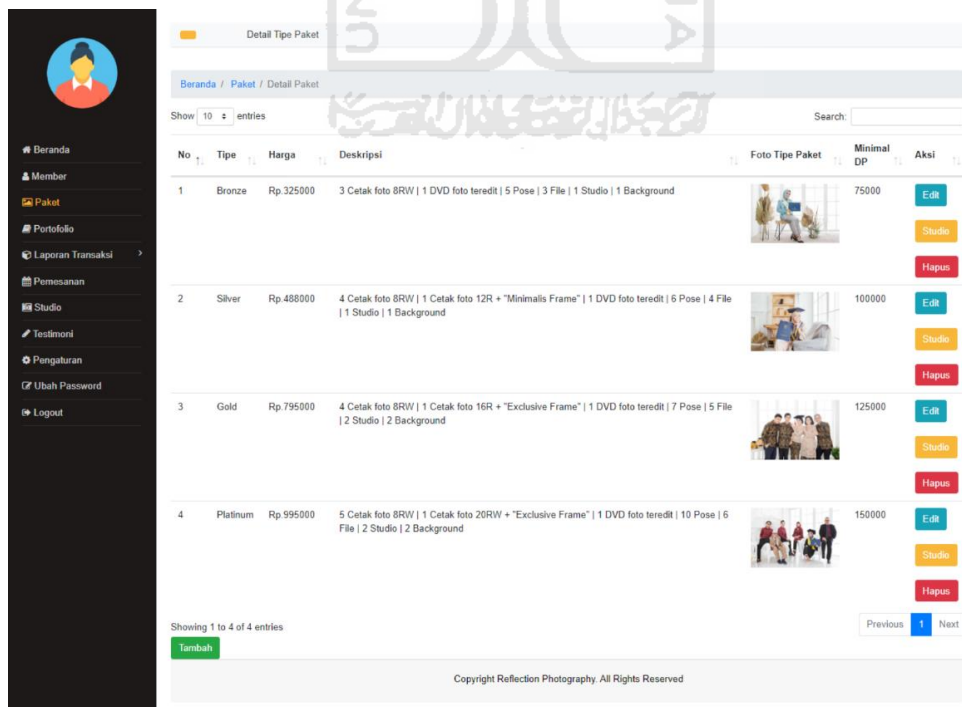 Detail Tipe Paket
Beranda / Paket / Detail Paket
Show 10 entries
Search:
Beranda
Member
Paket
Portofolio
Laporan Transaksi
Pemesanan
Studio
Testimoni
Pengaturan
Ubah Password
Logout
No Tipe Harga Deskripsi Foto Tipe Paket Minimal DP Aksi
1 Bronze Rp.325000 3 Cetak foto 8RW | 1 DVD foto teredit | 5 Pose | 3 File | 1 Studio | 1 Background 75000 Edit
Studio
Hapus
2 Silver Rp.488000 4 Cetak foto 8RW | 1 Cetak foto 12R + "Minimalis Frame" | 1 DVD foto teredit | 6 Pose | 4 File 100000 Edit
| 1 Studio | 1 Background
Studio
Hapus
3 Gold Rp.795000 4 Cetak foto 8RW | 1 Cetak foto 16R + "Exclusive Frame" | 1 DVD foto teredit | 7 Pose | 5 File 125000 Edit
| 2 Studio | 2 Background
Studio
Hapus
4 Platinum Rp.995000 5 Cetak foto 8RW | 1 Cetak foto 20RW + "Exclusive Frame" | 1 DVD foto teredit | 10 Pose | 6 150000 Edit
File | 2 Studio | 2 Background
Studio
Hapus
Showing 1 to 4 of 4 entries
Previous 1 Next
Tambah
Copyright Reflection Photography. All Rights Reserved